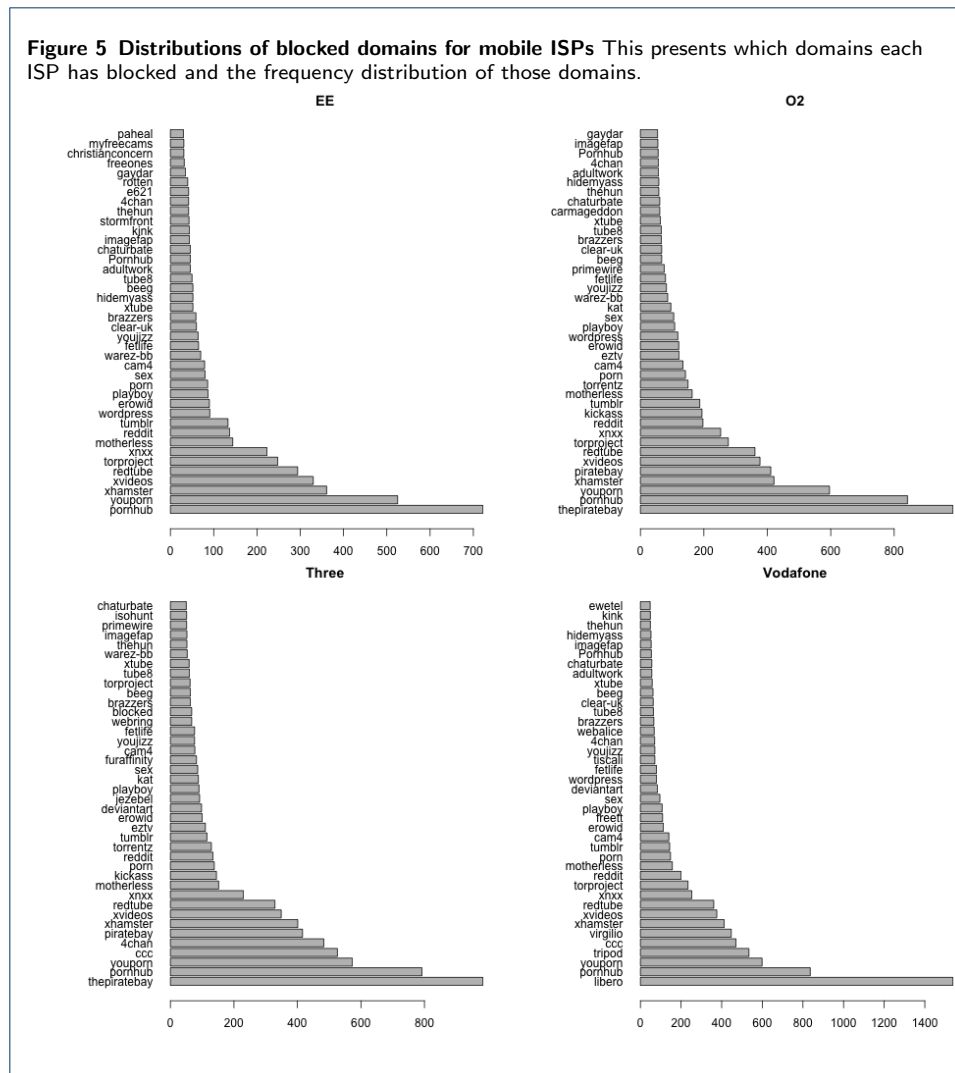 Figure 5 Distributions of blocked domains for mobile ISPs This presents which domains each
ISP has blocked and the frequency distribution of those domains.
EE
paheal
myfreecams
christianconcern
freeones
gaydar
rotten
e621
4chan
thehun
stormfront
kink
imagefap
chaturbate
Pornhub
adultwork
tube8
beeg
hidemyass
xtube
brazzers
clear-uk
youjizz
fetlife
warez-bb
cam4
sex
porn
playboy
erowid
wordpress
tumblr
reddit
motherless
xnxx
torproject
redtube
xvideos
xhamster
youporn
pornhub
0 100 200 300 400 500 600 700
O2
gaydar
imagefap
Pornhub
4chan
adultwork
hidemyass
thehun
chaturbate
carmageddon
xtube
tube8
brazzers
clear-uk
beeg
primewire
fetlife
youjizz
warez-bb
kat
sex
playboy
wordpress
erowid
eztv
cam4
porn
torrentz
motherless
tumblr
kickass
reddit
xnxx
torproject
redtube
xvideos
piratebay
xhamster
youporn
pornhub
thepiratebay
0 200 400 600 800
Three
chaturbate
isohunt
primewire
imagefap
thehun
warez-bb
xtube
tube8
torproject
beeg
brazzers
blocked
webring
fetlife
youjizz
cam4
furaffinity
sex
kat
playboy
jezebel
deviantart
erowid
eztv
tumblr
torrentz
reddit
porn
kickass
motherless
xnxx
redtube
xvideos
xhamster
piratebay
4chan
ccc
youporn
pornhub
thepiratebay
0 200 400 600 800
Vodafone
ewetel
kink
thehun
hidemyass
imagefap
Pornhub
chaturbate
adultwork
xtube
beeg
clear-uk
tube8
brazzers
webalice
4chan
youjizz
tiscali
fetlife
wordpress
deviantart
sex
playboy
freett
erowid
cam4
tumblr
porn
motherless
reddit
torproject
xnxx
redtube
xvideos
xhamster
virgilio
ccc
tripod
youporn
pornhub
libero
0 200 400 600 800 1000 1200 1400